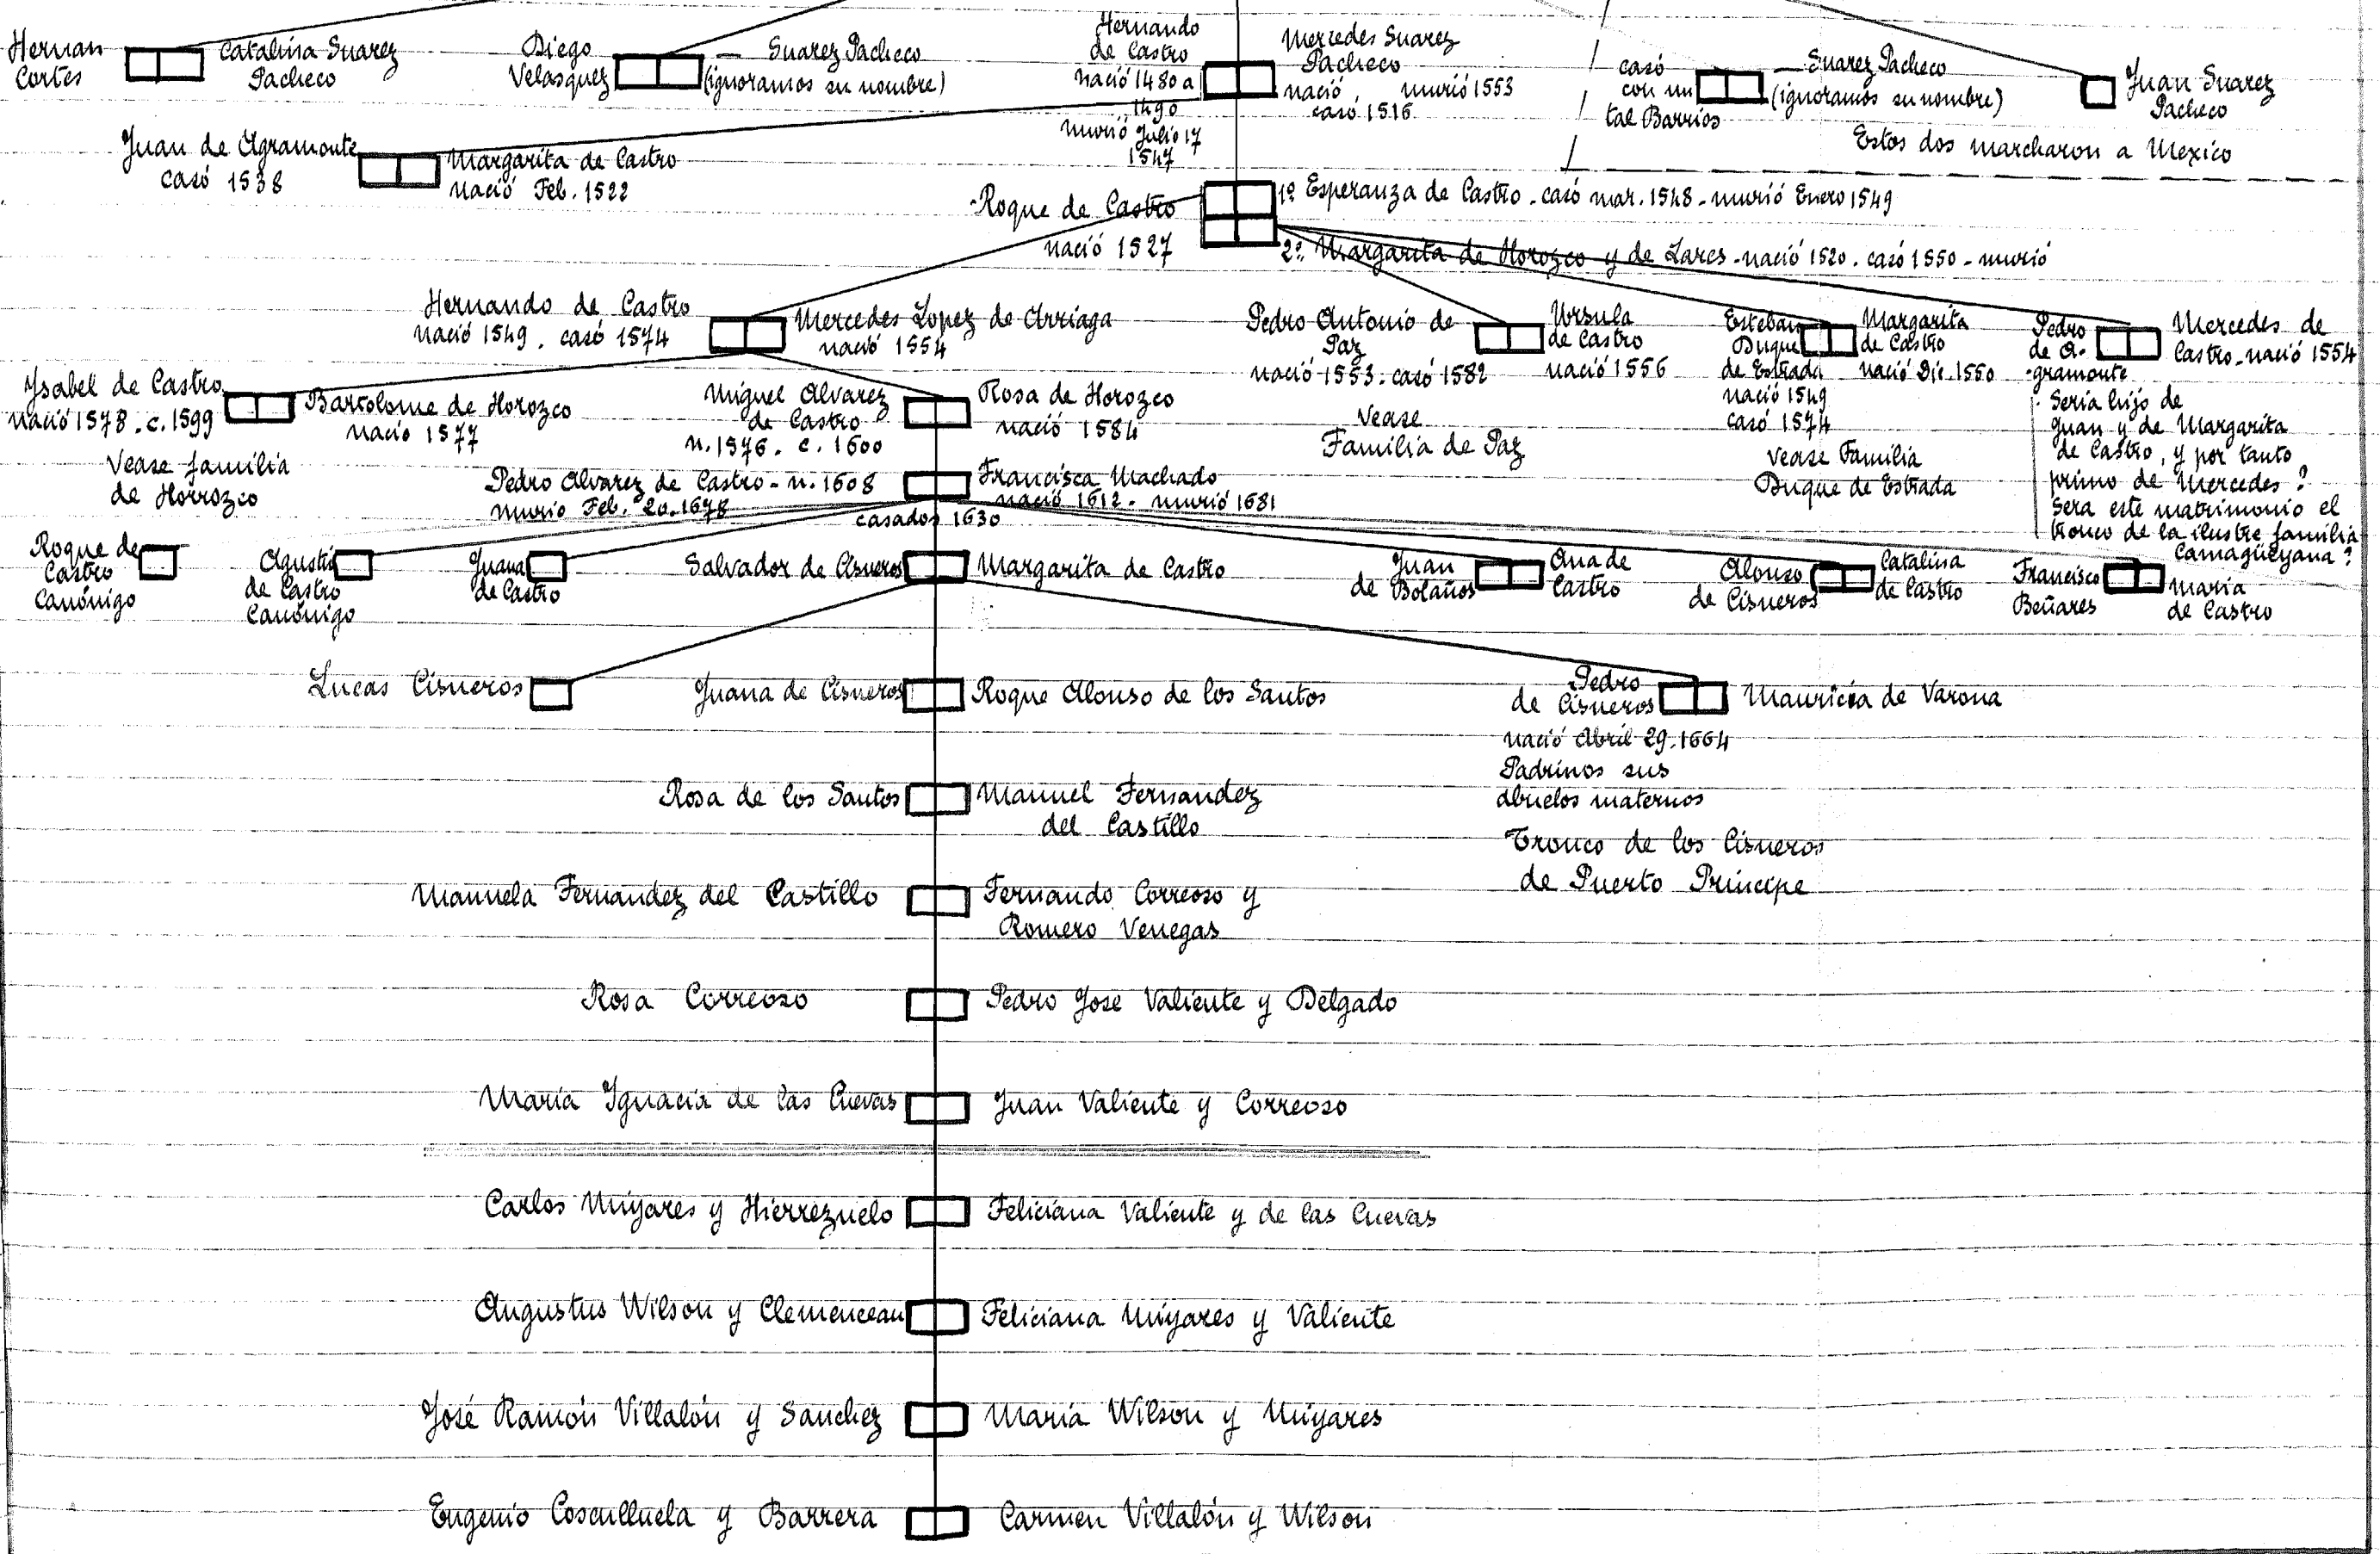 Hernan
Cortes
Catalina Suarez
Pacheco
Diego
Velasquez
— Suarez Pacheco
(ignoramos su nombre)
Hernando
de Castro
nació 1480 a
1490
murió Julio 17
1547
Mercedes Suarez
Pacheco
nació , murió 1553
casó 1516
casó
con un
tal Barrios
— Suarez Pacheco
(ignoramos su nombre)
Juan Suarez
Pacheco
Estos dos marcharon a Mexico
Juan de Agramonte
casó 1538
Margarita de Castro
nació Feb. 1522
Roque de Castro
nació 1527
1º Esperanza de Castro - casó mar. 1548 - murió Enero 1549
2º Margarita de Horozco y de Lares - nació 1520 . casó 1550 - murió
Hernando de Castro
nació 1549 . casó 1574
Mercedes Lopez de Arriaga
nació 1554
Pedro Antonio de
Paz
nació 1553. casó 1582
Ursula
de Castro
nació 1556
Vease
Familia de Paz
Esteban
Duque
de Estrada
nació 1549
casó 1574
Margarita
de Castro
nació Dic. 1550
Vease Familia
Duque de Estrada
Pedro
de A-
gramonte
Mercedes de
Castro - nació 1554
Seria hijo de
Juan y de Margarita
de Castro, y por tanto
primo de Mercedes?
Sera este matrimonio el
tronco de la ilustre familia
Camagüeyana?
Ysabel de Castro
nació 1578 . c. 1599
Bartolome de Horozco
nació 1577
Vease familia
de Horrozco
Miguel Alvarez
de Castro
n. 1576. c. 1600
Rosa de Horozco
nació 1584
Pedro Alvarez de Castro - n. 1608
murio Feb. 20. 1678
Francisca Machado
nació 1612 - murió 1681
casados 1630
Roque de
Castro
Canónigo
Agustin
de Castro
Canónigo
Juana
de Castro
Salvador de Cisneros
Margarita de Castro
Juan
de Bolaños
Ana de
Castro
Alonso
de Cisneros
Catalina
de Castro
Francisco
Beñares
Maria
de Castro
Lucas Cisneros
Juana de Cisneros
Roque Alonso de los Santos
Pedro
de Cisneros
nació Abril 29. 1664
Padrinos sus
abuelos maternos
Tronco de los Cisneros
de Puerto Príncipe
Mauricia de Varona
Rosa de los Santos
Manuel Fernandez
del Castillo
Manuela Fernandez del Castillo
Fernando Correoso y
Romero Venegas
Rosa Correoso
Pedro Jose Valiente y Delgado
Maria Ygnacia de las Cuevas
Juan Valiente y Correoso
Carlos Miyares y Hierrezuelo
Feliciana Valiente y de las Cuevas
Augustus Wilson y Clemenceau
Feliciana Miyares y Valiente
José Ramón Villalón y Sanchez
Maria Wilson y Miyares
Eugenio Cosculluela y Barrera
Carmen Villalón y Wilson